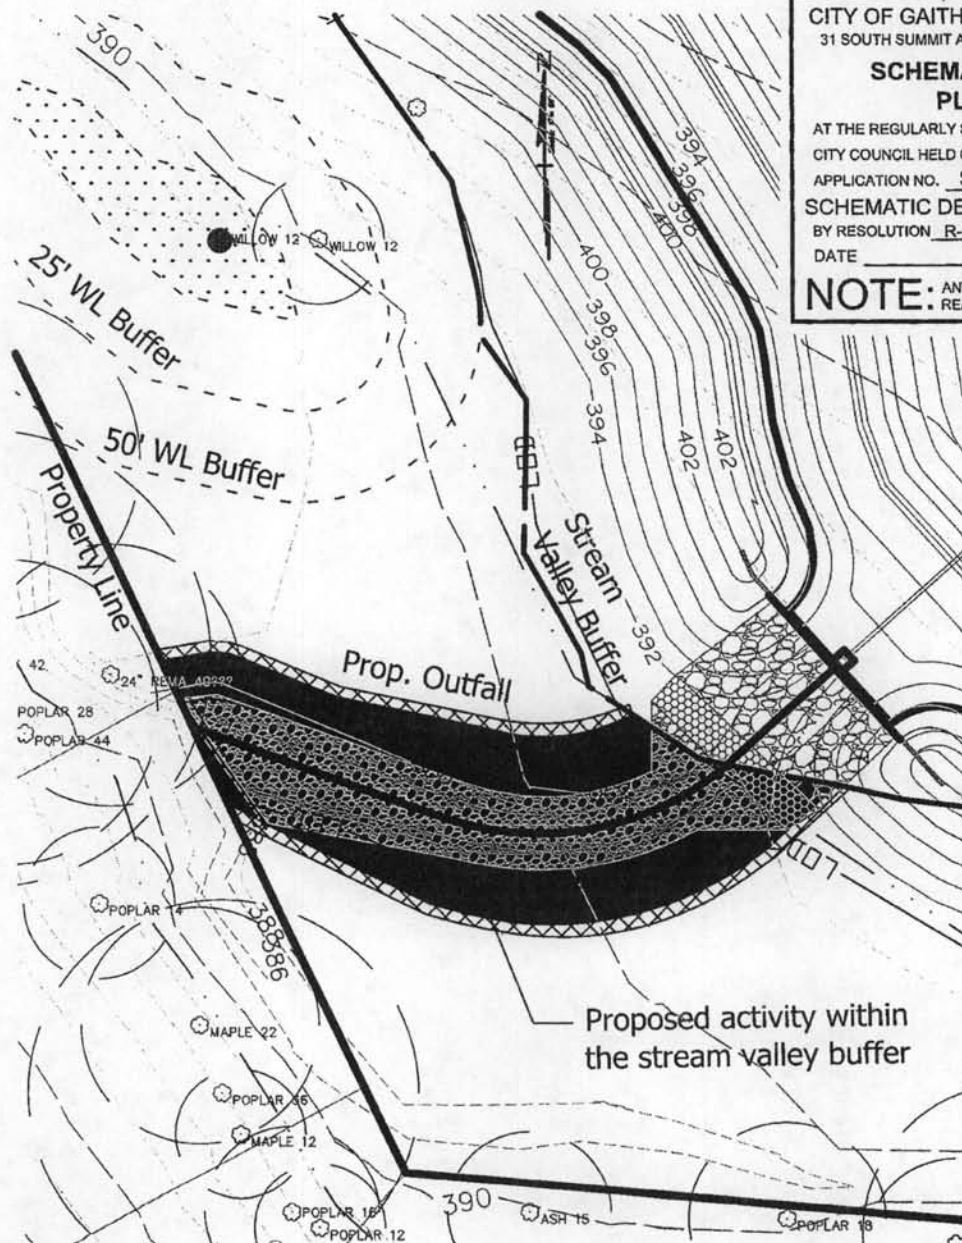 CITY OF GAITH
31 SOUTH SUMMIT A
SCHEMA
PL
AT THE REGULARLY S
CITY COUNCIL HELD
APPLICATION NO.
SCHEMATIC DE
BY RESOLUTION R-
DATE
NOTE: AN
REA
390
394
396
398
400
WILLOW 12
WILLOW 12
25' WL Buffer
400
398
396
394
402
402
50' WL Buffer
Property Line
LOD
Stream
Valley Buffer
392
Prop. Outfall
42
24"
POPLAR 28
POPLAR 44
LOD
POPLAR 14
388
386
MAPLE 22
Proposed activity within
the stream valley buffer
POPLAR
MAPLE 12
390
POPLAR 16
POPLAR 12
ASH 15
POPLAR 18